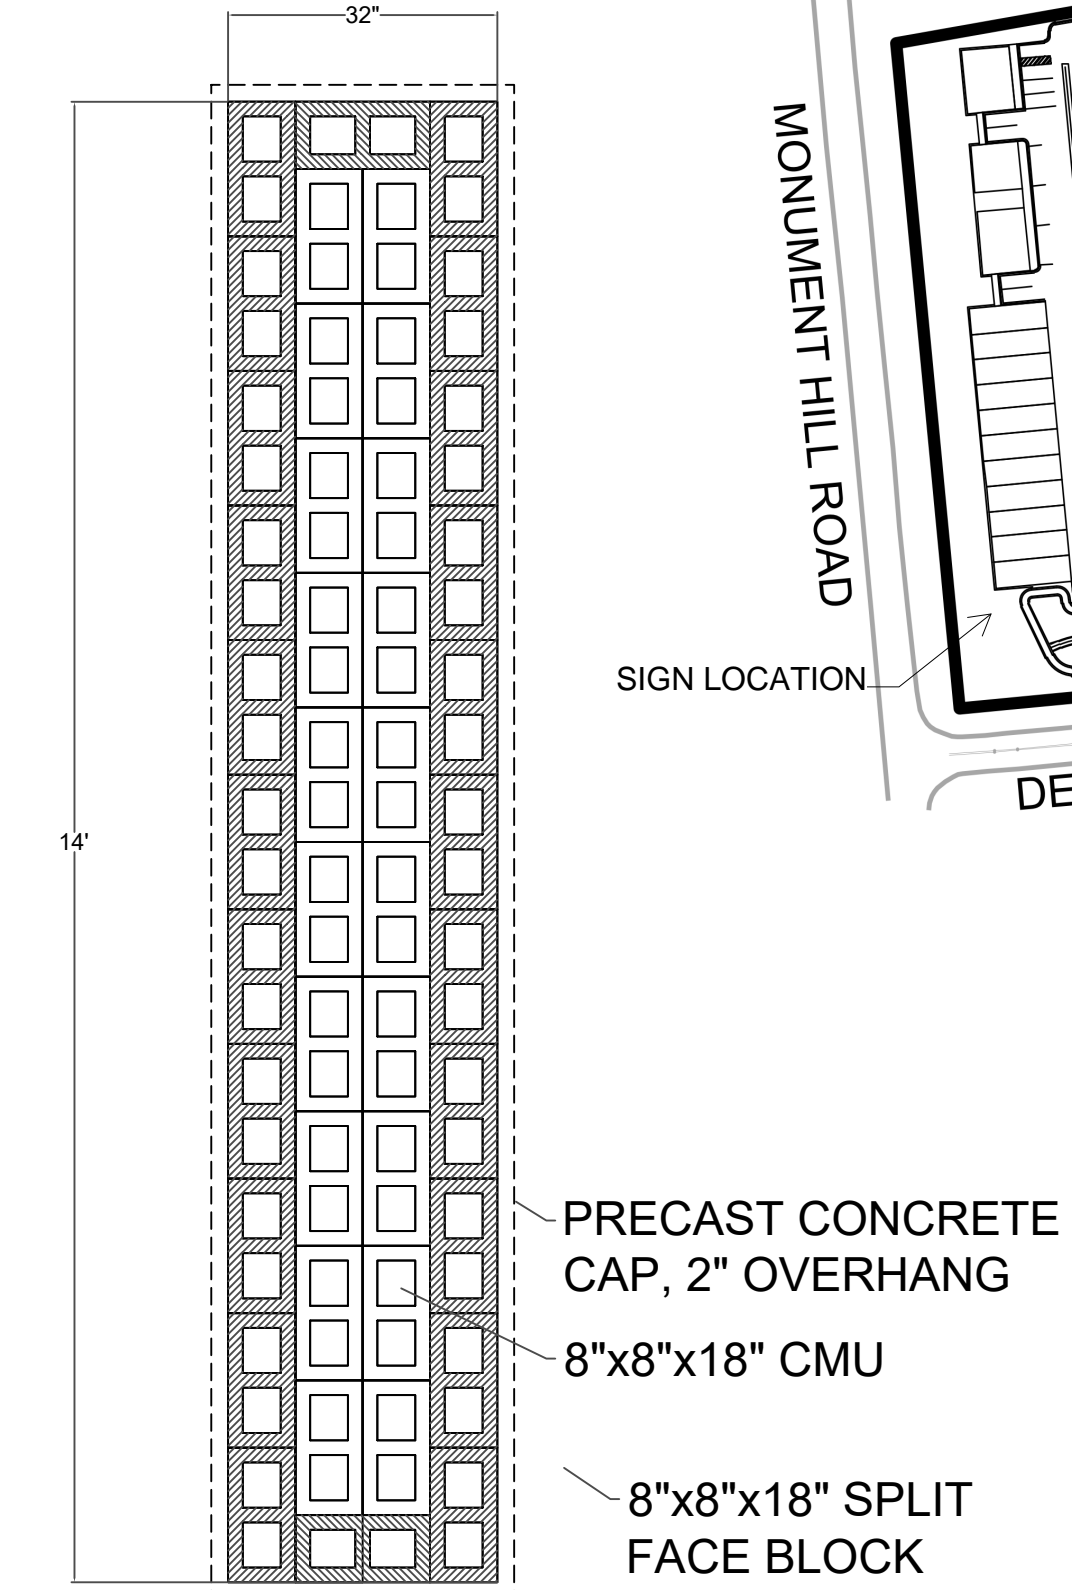 32"
MONUMENT HILL ROAD
SIGN LOCATION
DE
14'
PRECAST CONCRETE
CAP, 2" OVERHANG
8"x8"x18" CMU
8"x8"x18" SPLIT
FACE BLOCK